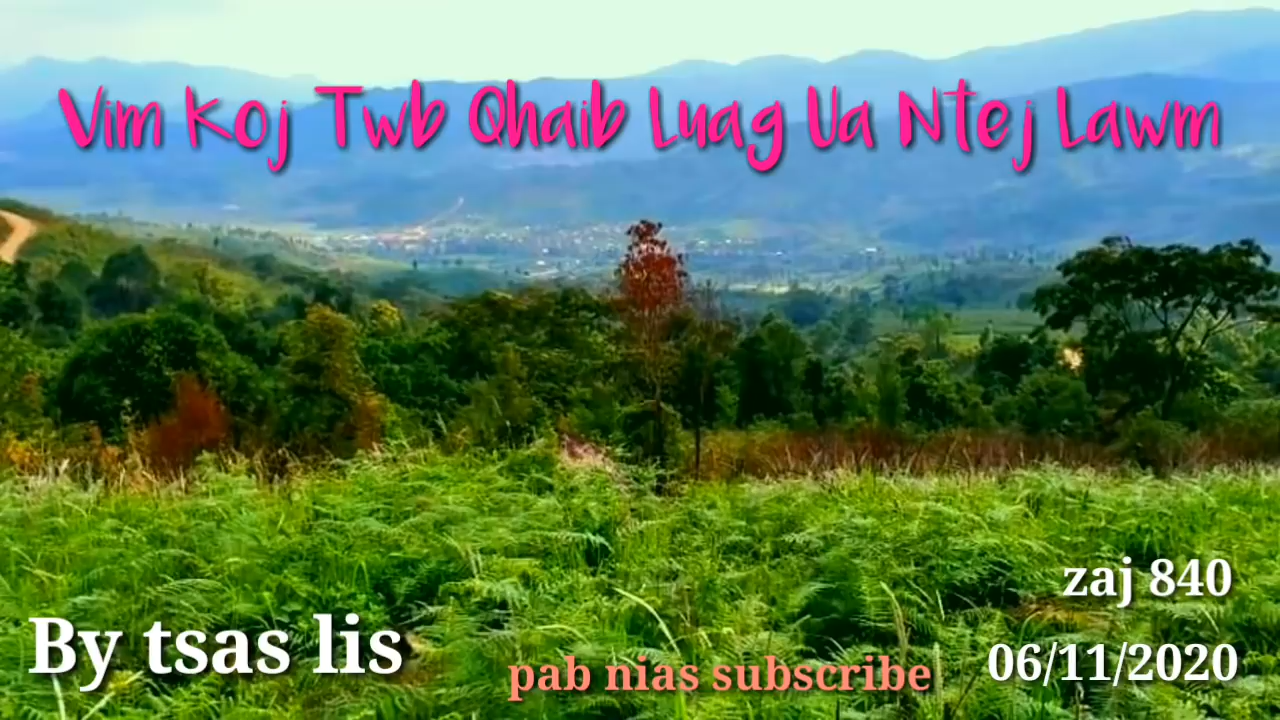 Vim Koj Twb Qhaib Luag Ua Ntej Lawm
zaj 840
By tsas lis
pab nias subscribe
06/11/2020